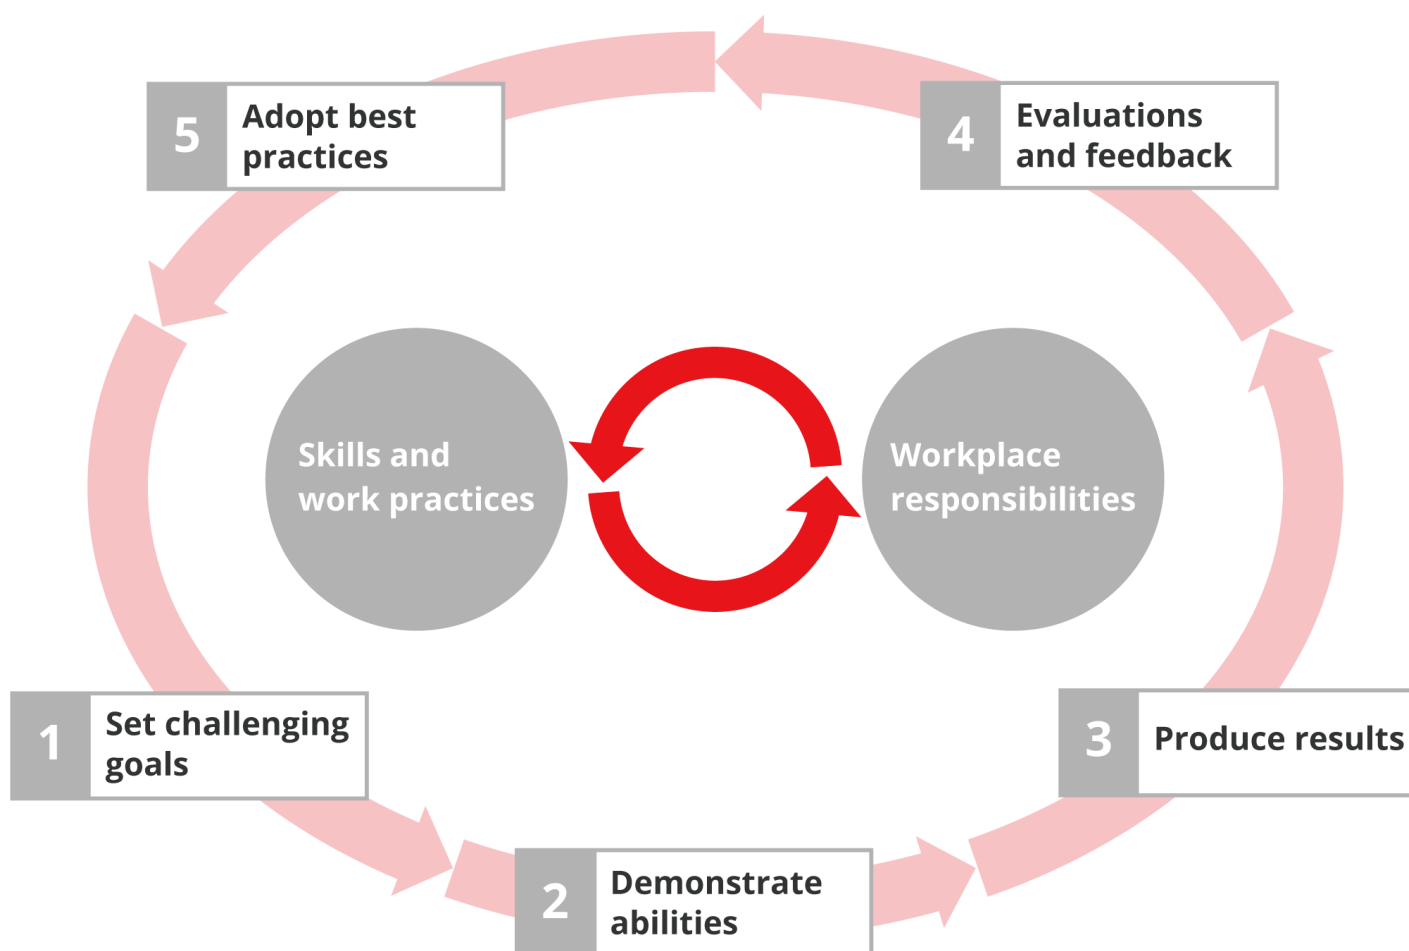 5
Adopt best
practices
4
Evaluations
and feedback
Skills and
work practices
Workplace
responsibilities
1
Set challenging
goals
3
Produce results
2
Demonstrate
abilities